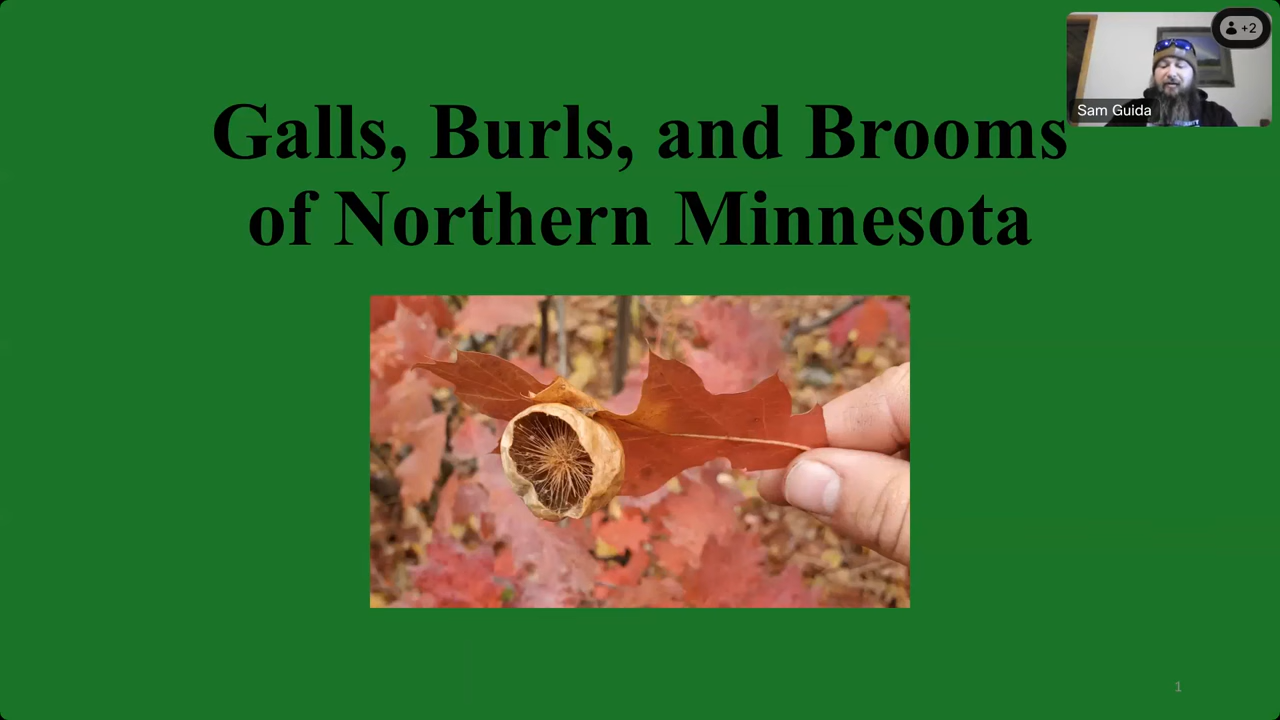 Galls, Burls, and Brooms
of Northern Minnesota
+2
Sam Guida
1